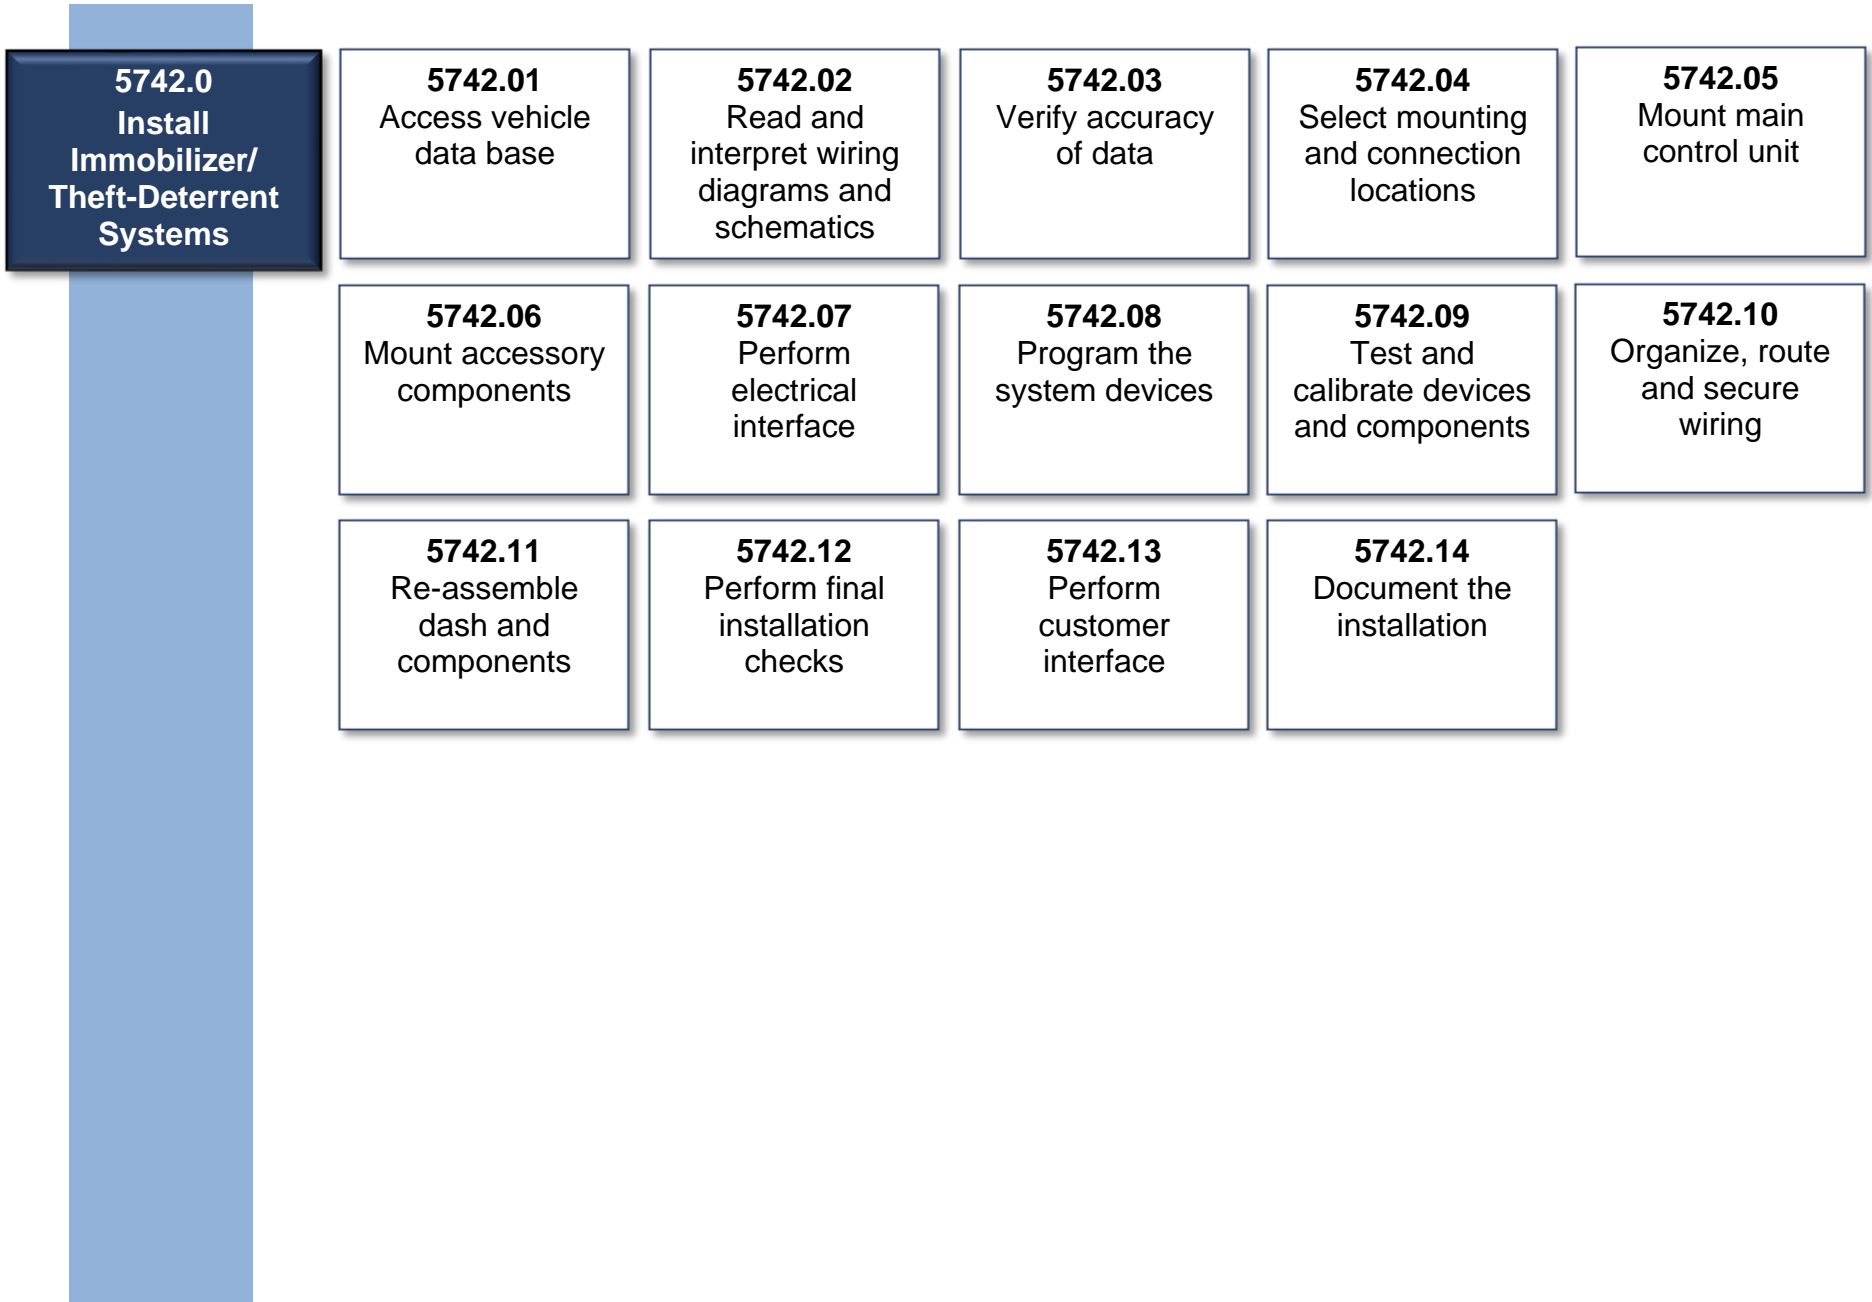 5742.0
Install
Immobilizer/
Theft-Deterrent
Systems
5742.01
Access vehicle
data base
5742.02
Read and
interpret wiring
diagrams and
schematics
5742.03
Verify accuracy
of data
5742.04
Select mounting
and connection
locations
5742.05
Mount main
control unit
5742.06
Mount accessory
components
5742.07
Perform
electrical
interface
5742.08
Program the
system devices
5742.09
Test and
calibrate devices
and components
5742.10
Organize, route
and secure
wiring
5742.11
Re-assemble
dash and
components
5742.12
Perform final
installation
checks
5742.13
Perform
customer
interface
5742.14
Document the
installation